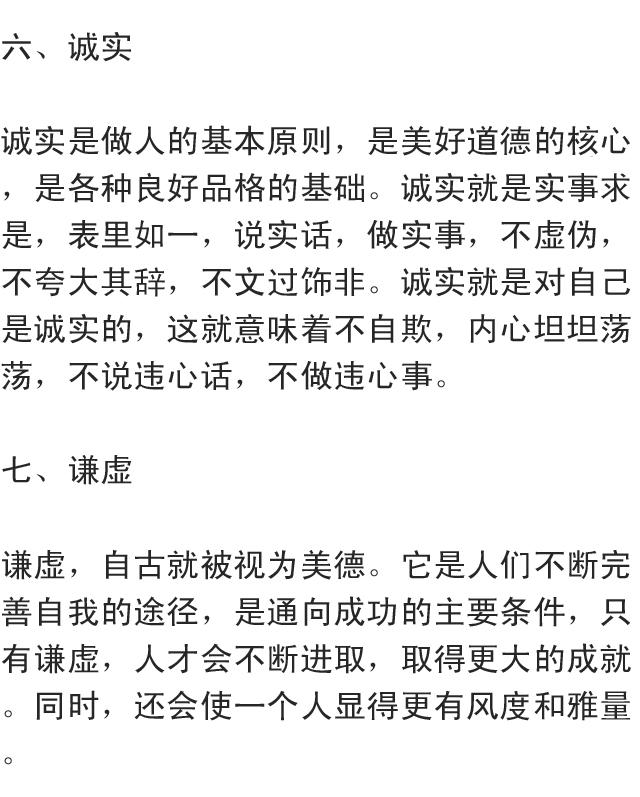 六、诚实
诚实是做人的基本原则，是美好道德的核心
，是各种良好品格的基础。诚实就是实事求
是，表里如一，说实话，做实事，不虚伪，
不夸大其辞，不文过饰非。诚实就是对自己
是诚实的，这就意味着不自欺，内心坦坦荡
荡，不说违心话，不做违心事。
七、谦虚
谦虚，自古就被视为美德。它是人们不断完
善自我的途径，是通向成功的主要条件，只
有谦虚，人才会不断进取，取得更大的成就
。同时，还会使一个人显得更有风度和雅量
。